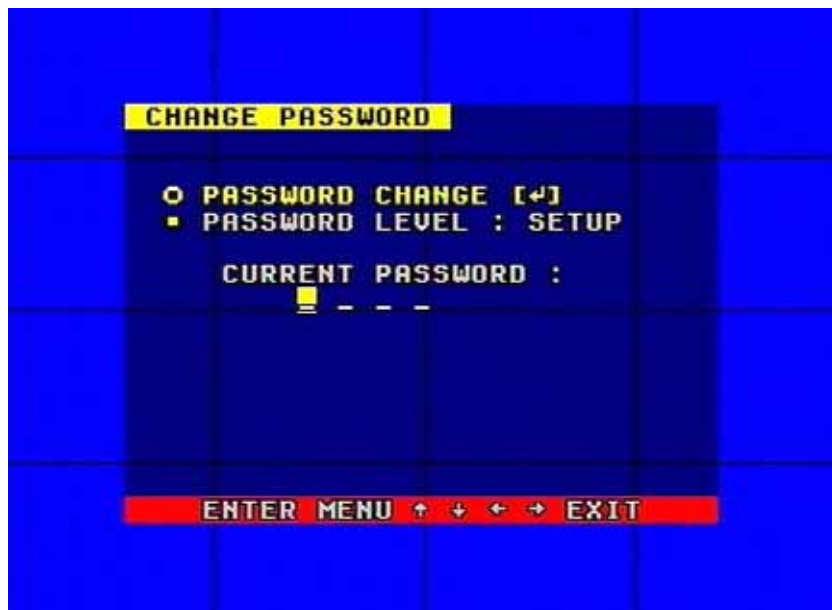 CHANGE PASSWORD
PASSWORD CHANGE [↵]
PASSWORD LEVEL : SETUP
CURRENT PASSWORD :
_ _ _ _
ENTER MENU ↑ ↓ ← → EXIT